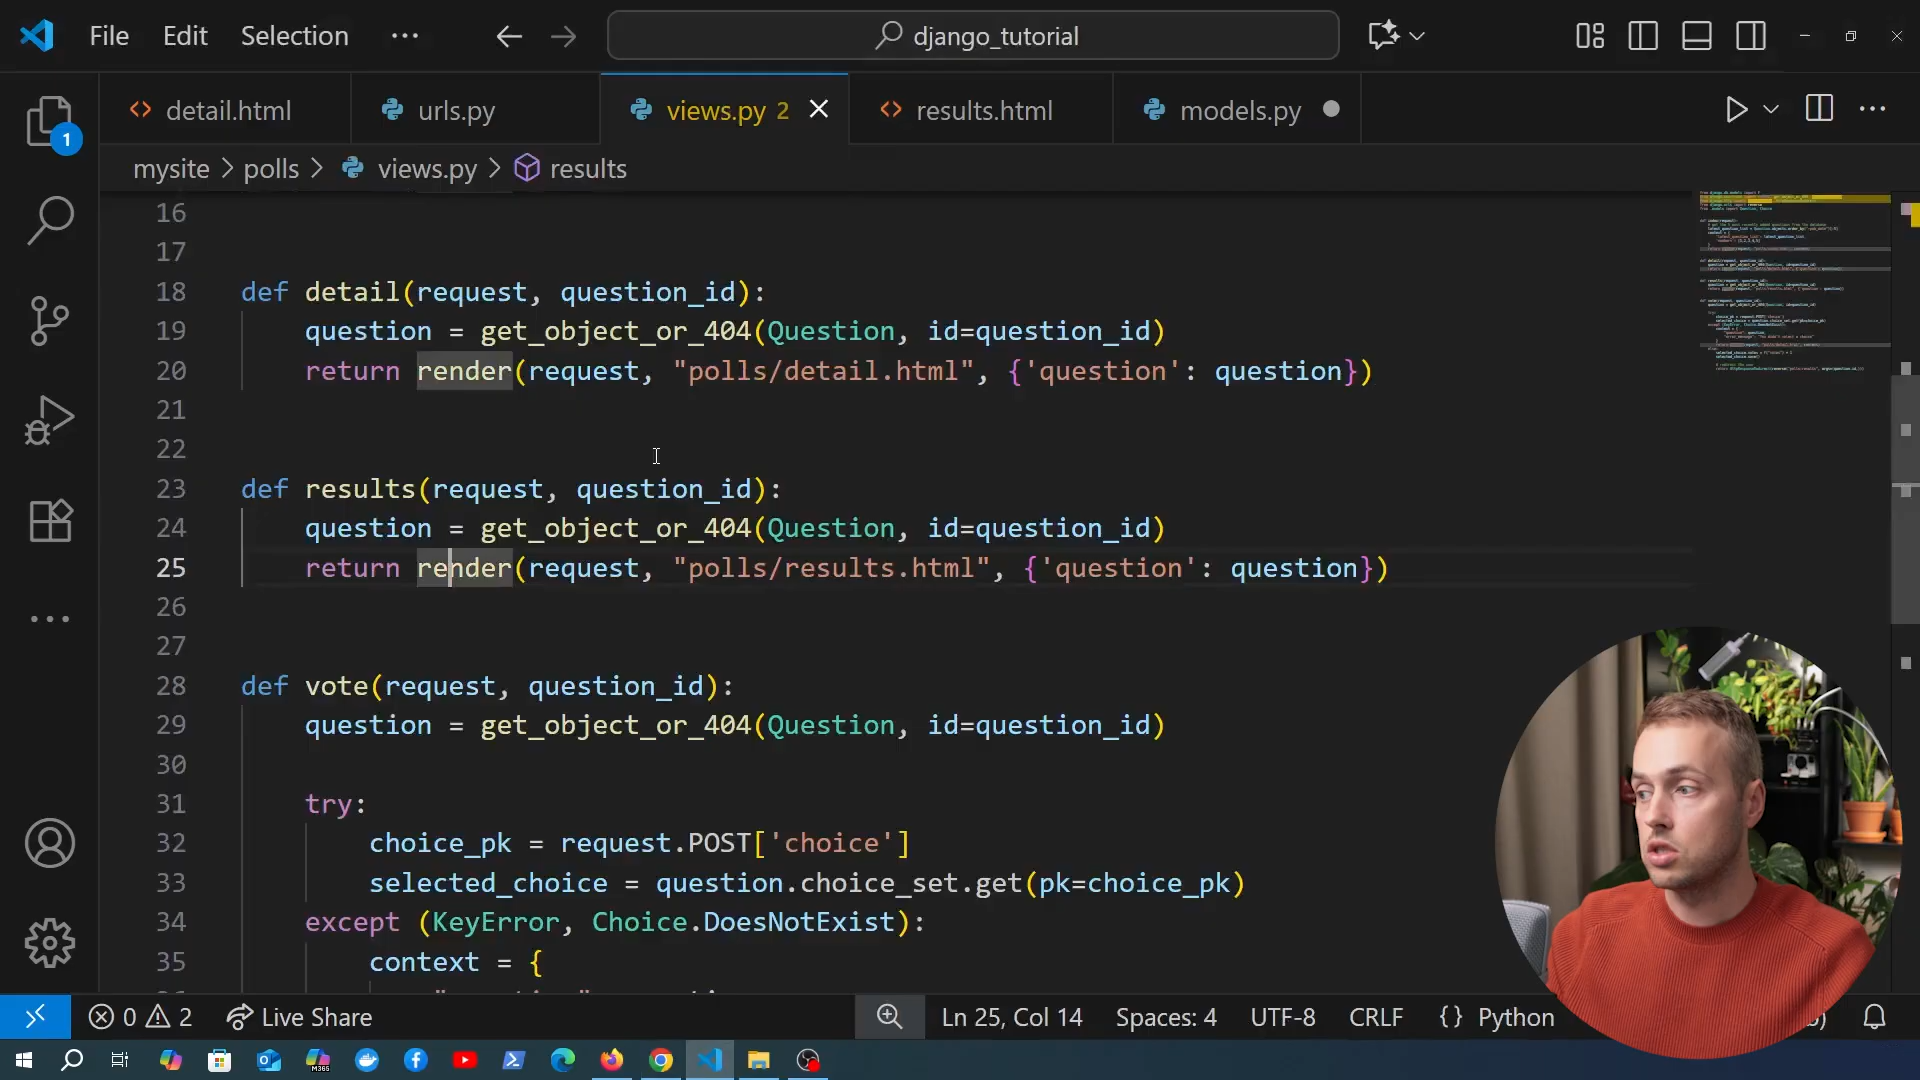 File Edit Selection ··· django_tutorial
detail.html urls.py views.py 2 results.html models.py
1
mysite > polls > views.py > results
16
17
18 def detail(request, question_id):
19 question = get_object_or_404(Question, id=question_id)
20 return render(request, "polls/detail.html", {'question': question})
21
22
23 def results(request, question_id):
24 question = get_object_or_404(Question, id=question_id)
25 return render(request, "polls/results.html", {'question': question})
26
27
28 def vote(request, question_id):
29 question = get_object_or_404(Question, id=question_id)
30
31 try:
32 choice_pk = request.POST['choice']
33 selected_choice = question.choice_set.get(pk=choice_pk)
34 except (KeyError, Choice.DoesNotExist):
35 context = {
0 2 Live Share Ln 25, Col 14 Spaces: 4 UTF-8 CRLF {} Python
M365